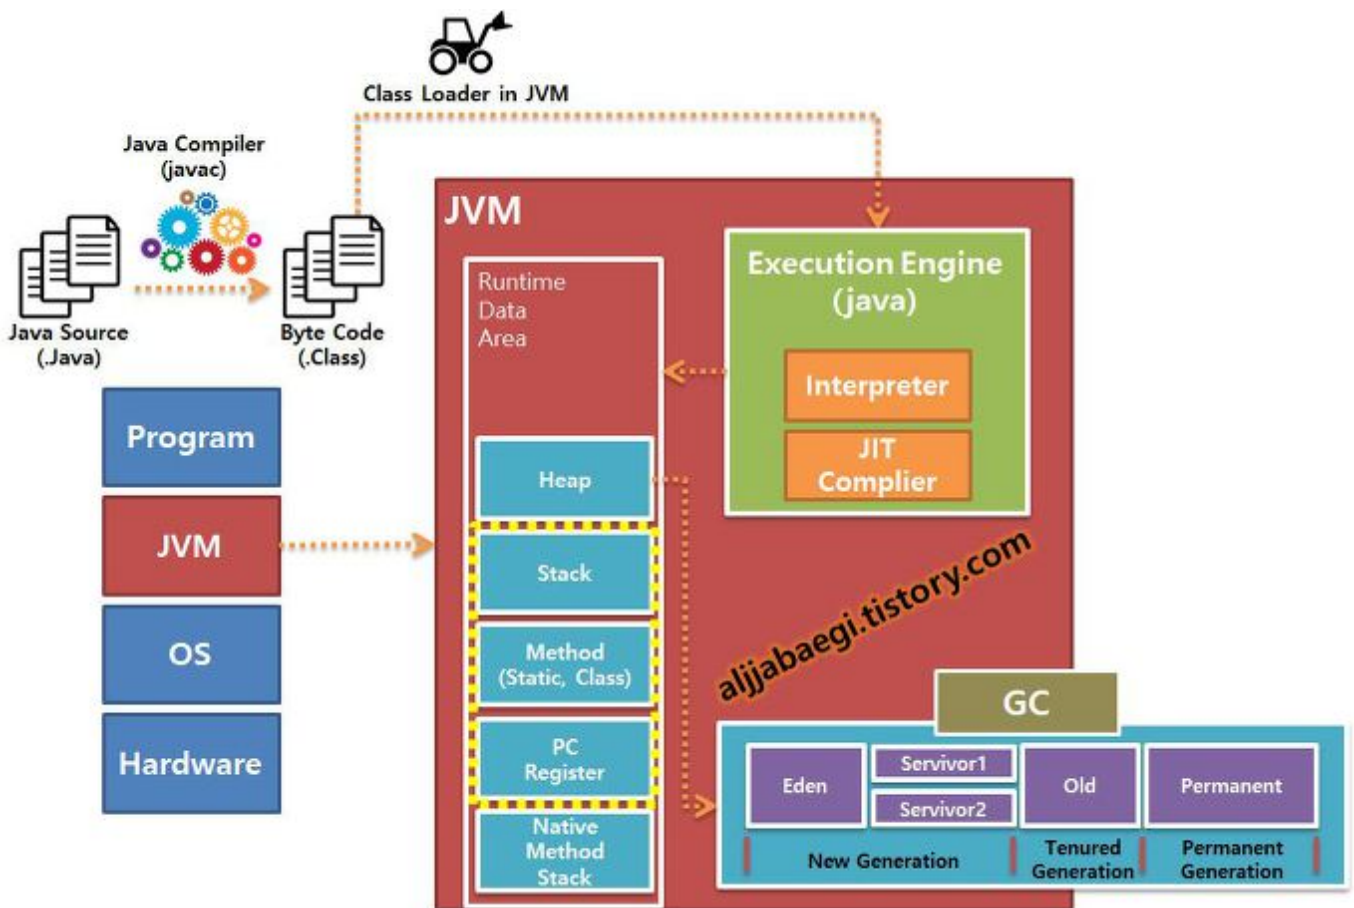 Class Loader in JVM
Java Compiler
(javac)
Java Source
(.Java)
Byte Code
(.Class)
Program
JVM
OS
Hardware
JVM
Runtime
Data
Area
Heap
Stack
Method
(Static, Class)
PC
Register
Native
Method
Stack
Execution Engine
(java)
Interpreter
JIT
Complier
aljjabaegi.tistory.com
GC
Eden
Servivor1
Servivor2
Old
Permanent
New Generation
Tenured
Generation
Permanent
Generation